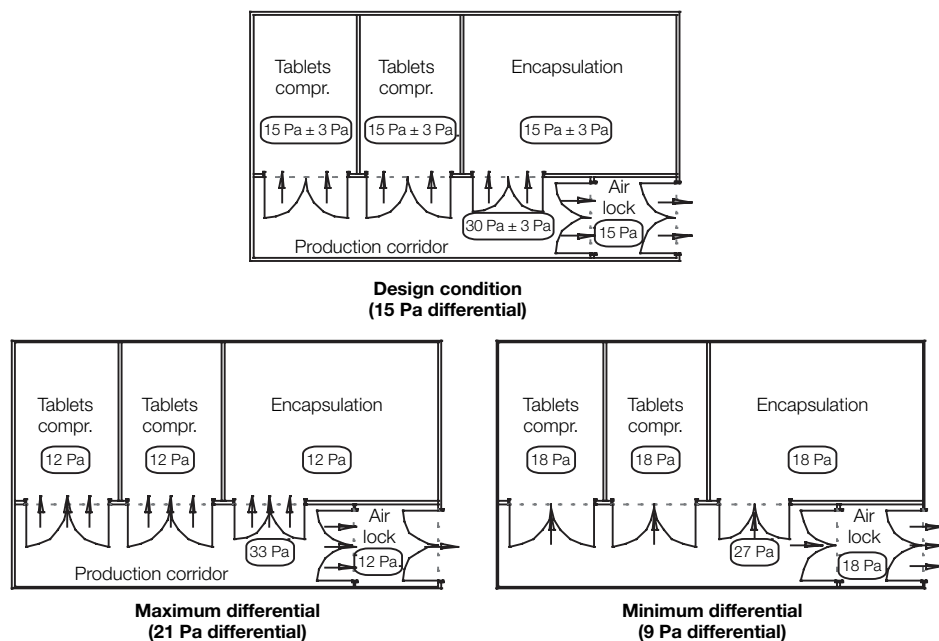 Tablets
compr.
Tablets
compr.
Encapsulation
15 Pa ± 3 Pa
15 Pa ± 3 Pa
15 Pa ± 3 Pa
Air
lock
15 Pa
30 Pa ± 3 Pa
Production corridor
Design condition
(15 Pa differential)
Tablets
compr.
Tablets
compr.
Encapsulation
12 Pa
12 Pa
12 Pa
Air
lock
12 Pa
33 Pa
Production corridor
Maximum differential
(21 Pa differential)
Tablets
compr.
Tablets
compr.
Encapsulation
18 Pa
18 Pa
18 Pa
Air
lock
18 Pa
27 Pa
Production corridor
Minimum differential
(9 Pa differential)